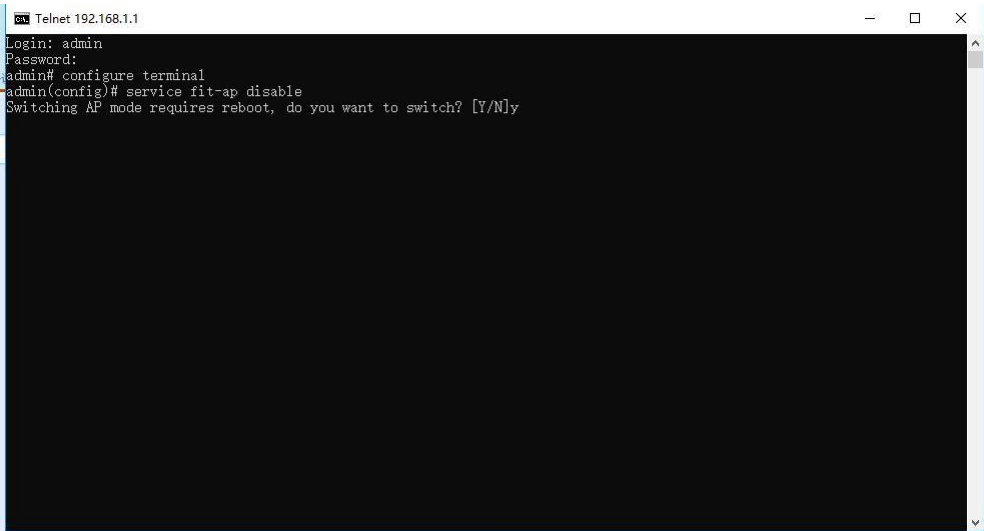 Telnet 192.168.1.1
Login: admin
Password:
admin# configure terminal
admin(config)# service fit-ap disable
Switching AP mode requires reboot, do you want to switch? [Y/N]y